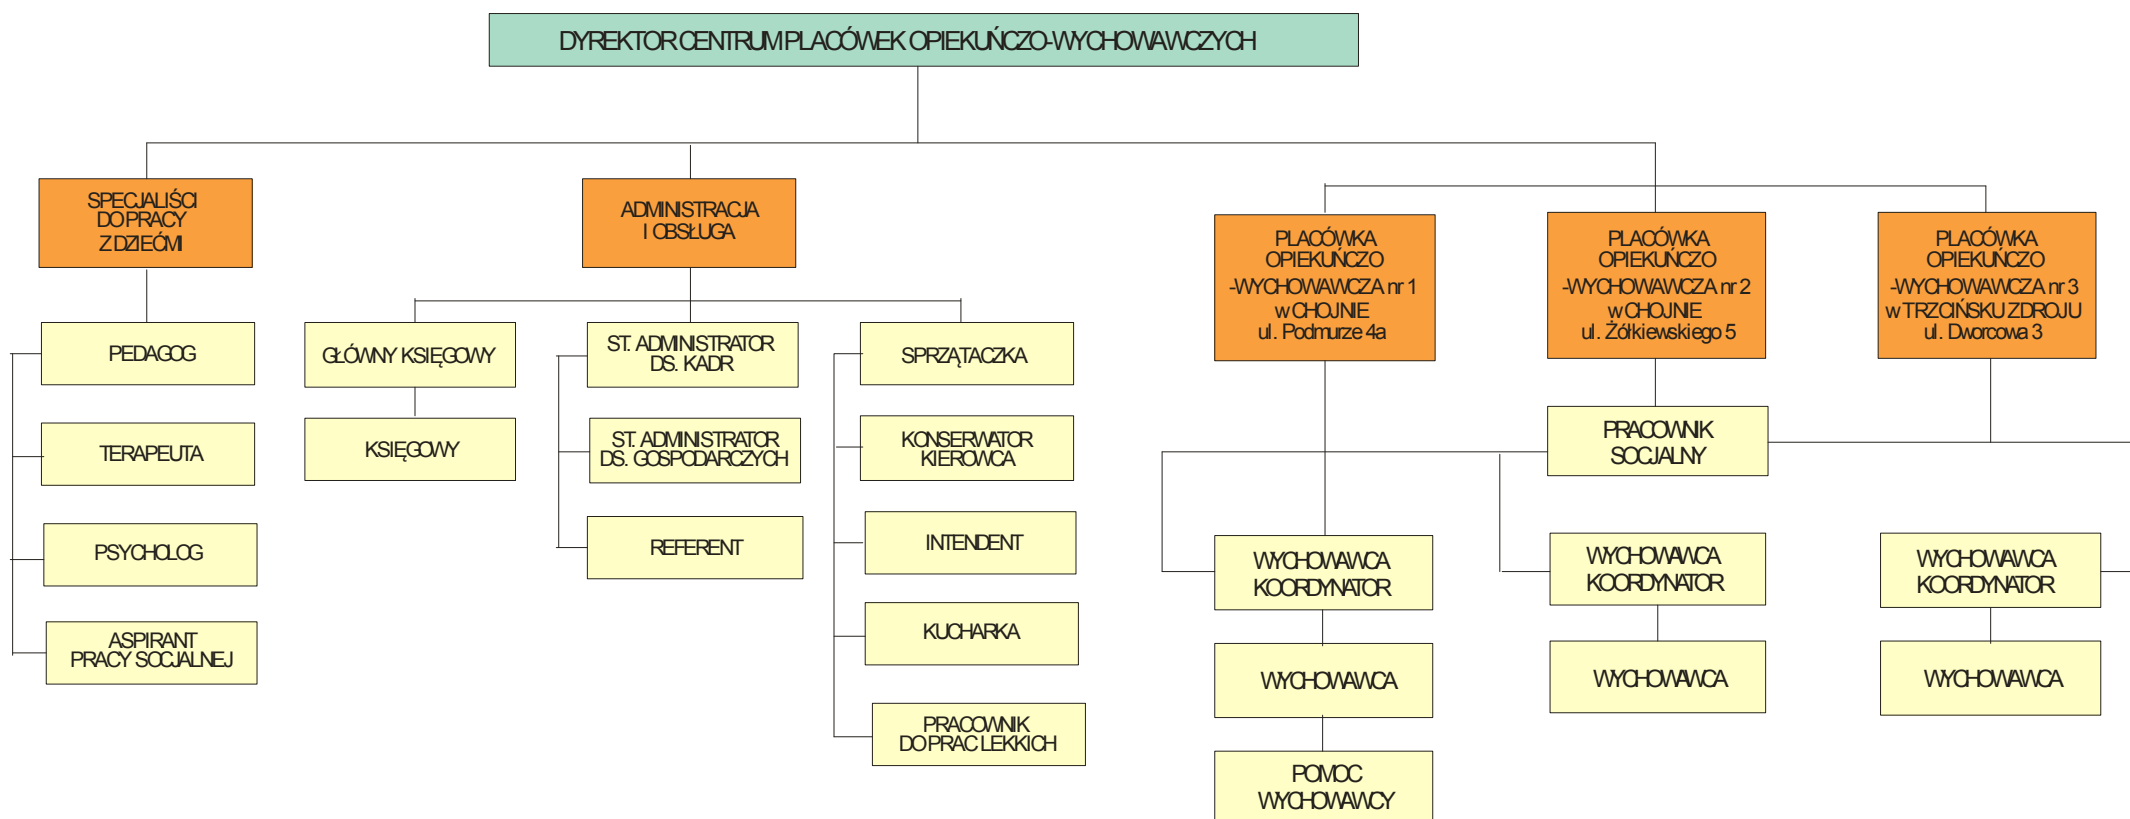 DYREKTOR CENTRUM PLACÓWEK OPIEKUŃCZO-WYCHOWAWCZYCH
SPECJALIŚCI
DO PRACY
Z DZIEĆMI
PEDAGOG
TERAPEUTA
PSYCHOLOG
ASPIRANT
PRACY SOCJALNEJ
ADMINISTRACJA
I OBSŁUGA
GŁÓWNY KSIĘGOWY
KSIĘGOWY
ST. ADMINISTRATOR
DS. KADR
ST. ADMINISTRATOR
DS. GOSPODARCZYCH
REFERENT
SPRZĄTACZKA
KONSERWATOR
KIEROWCA
INTENDENT
KUCHARKA
PRACOWNIK
DO PRAC LEKKICH
PLACÓWKA
OPIEKUŃCZO
-WYCHOWAWCZA nr 1
w CHOJNIE
ul. Podmurze 4a
PLACÓWKA
OPIEKUŃCZO
-WYCHOWAWCZA nr 2
w CHOJNIE
ul. Żółkiewskiego 5
PLACÓWKA
OPIEKUŃCZO
-WYCHOWAWCZA nr 3
w TRZCIŃSKU ZDROJU
ul. Dworcowa 3
PRACOWNIK
SOCJALNY
WYCHOWAWCA
KOORDYNATOR
WYCHOWAWCA
POMOC
WYCHOWAWCY
WYCHOWAWCA
KOORDYNATOR
WYCHOWAWCA
WYCHOWAWCA
KOORDYNATOR
WYCHOWAWCA